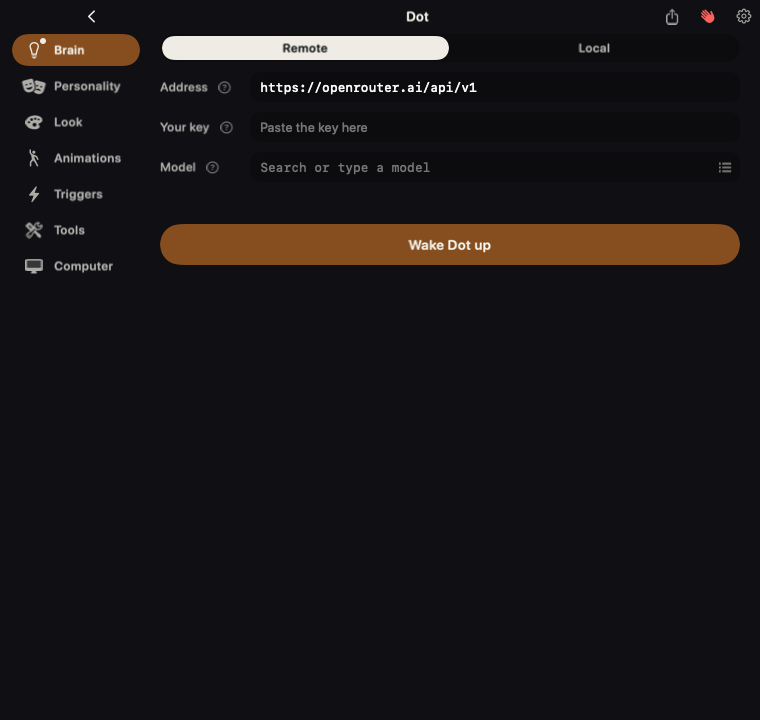 Dot
Brain
Personality
Look
Animations
Triggers
Tools
Computer
Remote
Local
Address ?
https://openrouter.ai/api/v1
Your key ?
Paste the key here
Model ?
Search or type a model
Wake Dot up